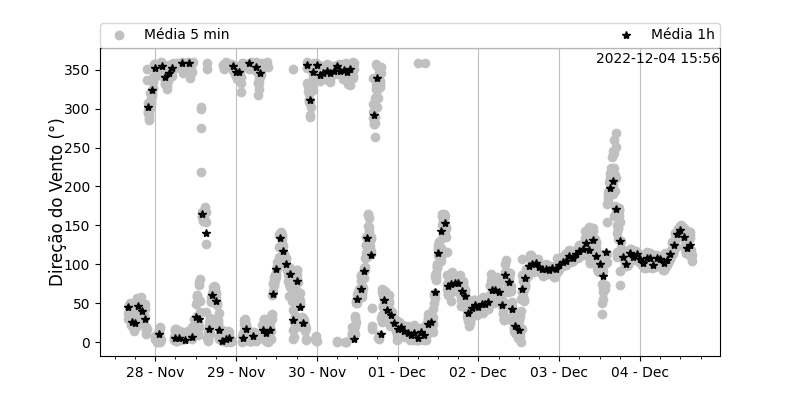 Média 5 min
Média 1h
2022-12-04 15:56
Direção do Vento (°)
350
300
250
200
150
100
50
0
28 - Nov
29 - Nov
30 - Nov
01 - Dec
02 - Dec
03 - Dec
04 - Dec